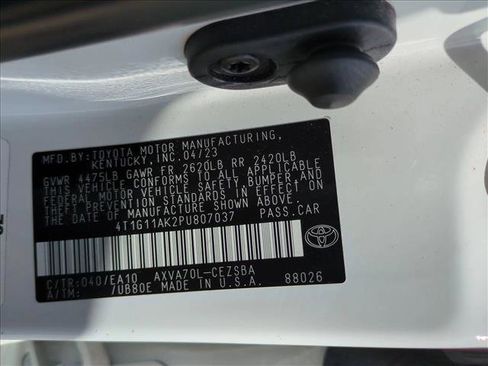 MFD.BY:TOYOTA MOTOR MANUFACTURING,
KENTUCKY, INC. 04/23
GVWR 4475LB GAWR FR 2620LB RR 2420LB
THIS VEHICLE CONFORMS TO ALL APPLICABLE
FEDERAL MOTOR VEHICLE SAFETY, BUMPER, AND
THEFT PREVENTION STANDARDS IN EFFECT ON
THE DATE OF MANUFACTURE SHOWN ABOVE.
4T1G11AK2PU807037 PASS.CAR
C/TR:040/EA10 AXVA70L-CEZSBA
A/TM: /UB80E MADE IN U.S.A. 88026